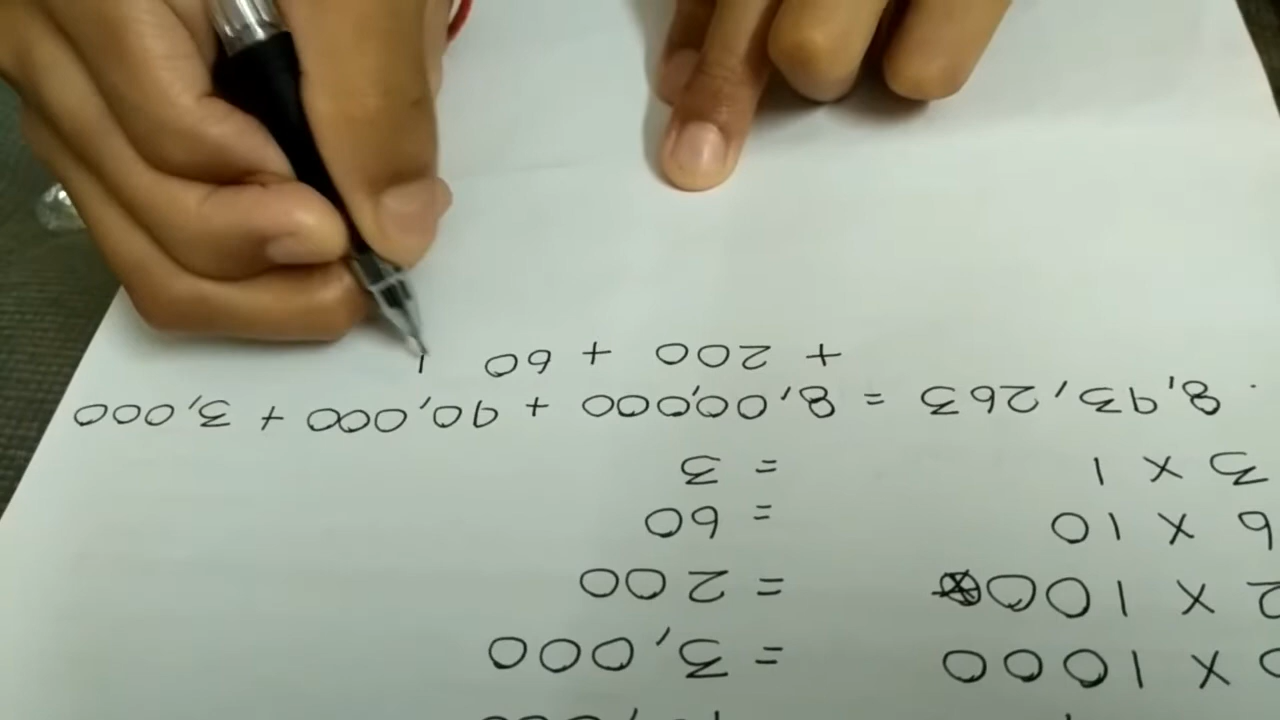 x 1000 = 3,000
2 x 100 = 200
6 x 10 = 60
3 x 1 = 3
8,93,263 = 8,00,000 + 90,000 + 3,000
+ 200 + 60